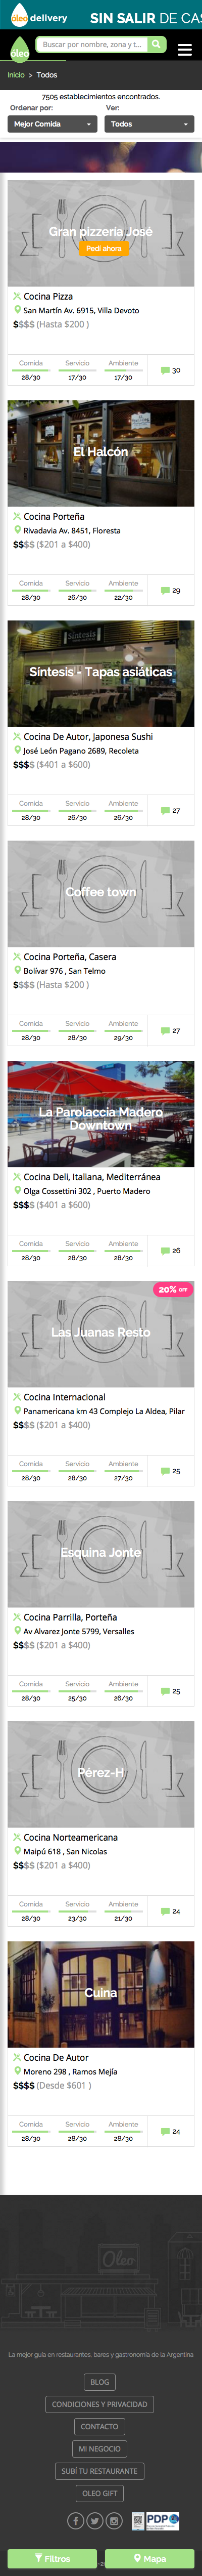 óleo delivery SIN SALIR DE CAS
óleo Buscar por nombre, zona y t...
Inicio > Todos
7505 establecimientos encontrados.
Ordenar por: Ver:
Mejor Comida Todos
Gran pizzería José
Pedí ahora
Cocina Pizza
San Martín Av. 6915, Villa Devoto
$$$$ (Hasta $200 )
Comida Servicio Ambiente
28/30 17/30 17/30 30
El Halcón
Cocina Porteña
Rivadavia Av. 8451, Floresta
$$$$ ($201 a $400)
Comida Servicio Ambiente
28/30 26/30 22/30 29
síntesis
Síntesis - Tapas asiáticas
Cocina De Autor, Japonesa Sushi
José León Pagano 2689, Recoleta
$$$$ ($401 a $600)
Comida Servicio Ambiente
28/30 26/30 26/30 27
Coffee town
Cocina Porteña, Casera
Bolívar 976 , San Telmo
$$$$ (Hasta $200 )
Comida Servicio Ambiente
28/30 28/30 29/30 27
La Parolaccia Madero
Downtown
Cocina Deli, Italiana, Mediterránea
Olga Cossettini 302 , Puerto Madero
$$$$ ($401 a $600)
Comida Servicio Ambiente
28/30 28/30 28/30 26
20% OFF
Las Juanas Resto
Cocina Internacional
Panamericana km 43 Complejo La Aldea, Pilar
$$$$ ($201 a $400)
Comida Servicio Ambiente
28/30 28/30 27/30 25
Esquina Jonte
Cocina Parrilla, Porteña
Av Alvarez Jonte 5799, Versalles
$$$$ ($201 a $400)
Comida Servicio Ambiente
28/30 25/30 26/30 25
Pérez-H
Cocina Norteamericana
Maipú 618 , San Nicolas
$$$$ ($201 a $400)
Comida Servicio Ambiente
28/30 23/30 21/30 24
Cuina
Cocina De Autor
Moreno 298 , Ramos Mejía
$$$$ (Desde $601 )
Comida Servicio Ambiente
28/30 28/30 28/30 24
Oleo
La mejor guía en restaurantes, bares y gastronomía de la Argentina
BLOG
CONDICIONES Y PRIVACIDAD
CONTACTO
MI NEGOCIO
SUBÍ TU RESTAURANTE
OLEO GIFT
PDP
Filtros Mapa